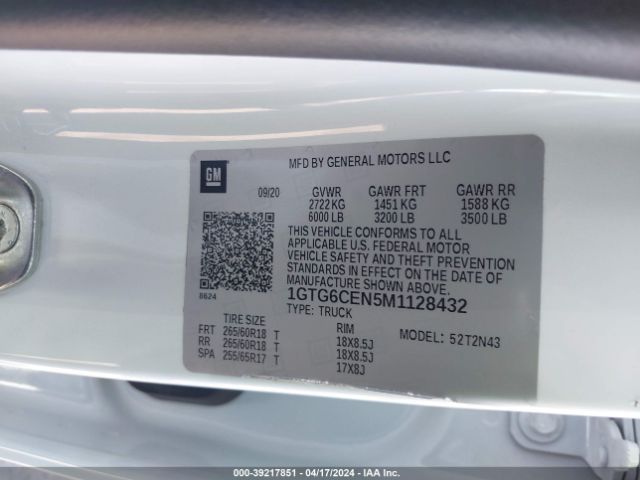 GM
MFD BY GENERAL MOTORS LLC
09/20 GVWR GAWR FRT GAWR RR
2722 KG 1451 KG 1588 KG
6000 LB 3200 LB 3500 LB
THIS VEHICLE CONFORMS TO ALL
APPLICABLE U.S. FEDERAL MOTOR
VEHICLE SAFETY AND THEFT PREVENTION
STANDARDS IN EFFECT ON THE DATE OF
MANUFACTURE SHOWN ABOVE.
8624
1GTG6CEN5M1128432
TYPE: TRUCK
TIRE SIZE RIM MODEL: 52T2N43
FRT 265/60R18 T 18X8.5J
RR 265/60R18 T 18X8.5J
SPA 255/65R17 T 17X8J
000-39217851 - 04/17/2024 - IAA Inc.